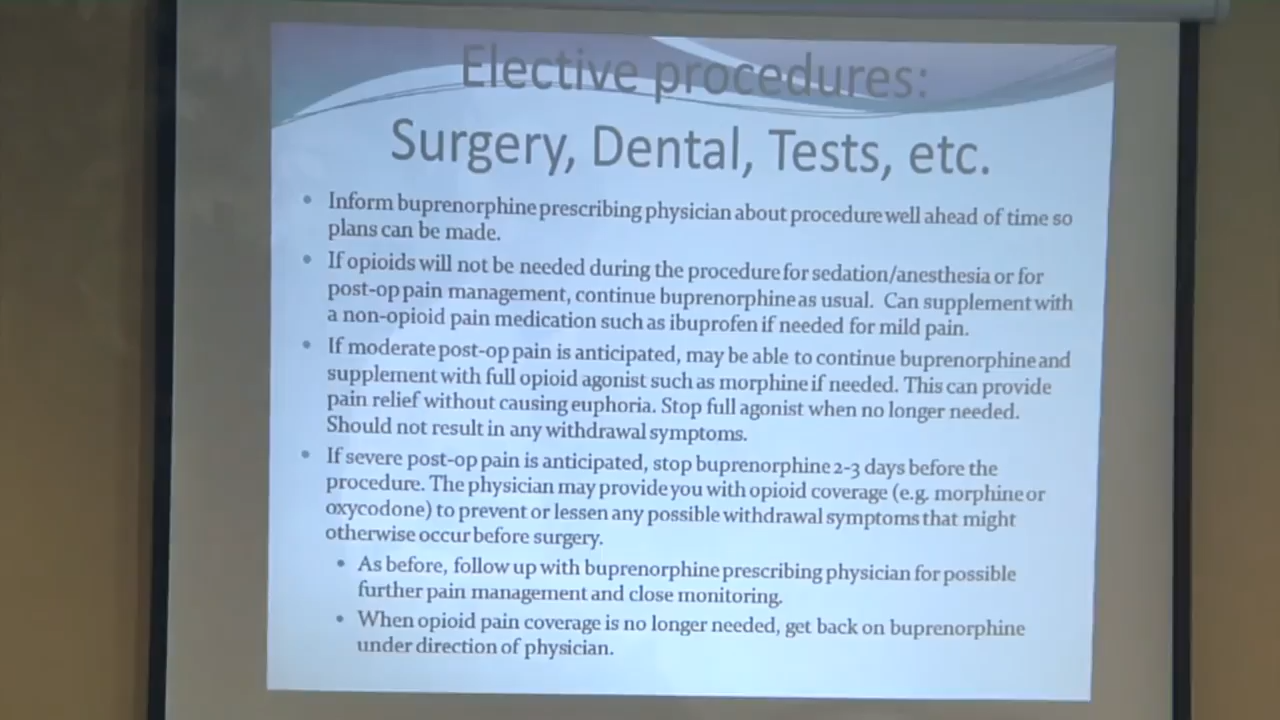 Elective procedures:
Surgery, Dental, Tests, etc.
• Inform buprenorphine prescribing physician about procedure well ahead of time so
plans can be made.
• If opioids will not be needed during the procedure for sedation/anesthesia or for
post-op pain management, continue buprenorphine as usual. Can supplement with
a non-opioid pain medication such as ibuprofen if needed for mild pain.
• If moderate post-op pain is anticipated, may be able to continue buprenorphine and
supplement with full opioid agonist such as morphine if needed. This can provide
pain relief without causing euphoria. Stop full agonist when no longer needed.
Should not result in any withdrawal symptoms.
• If severe post-op pain is anticipated, stop buprenorphine 2-3 days before the
procedure. The physician may provide you with opioid coverage (e.g. morphine or
oxycodone) to prevent or lessen any possible withdrawal symptoms that might
otherwise occur before surgery.
• As before, follow up with buprenorphine prescribing physician for possible
further pain management and close monitoring.
• When opioid pain coverage is no longer needed, get back on buprenorphine
under direction of physician.